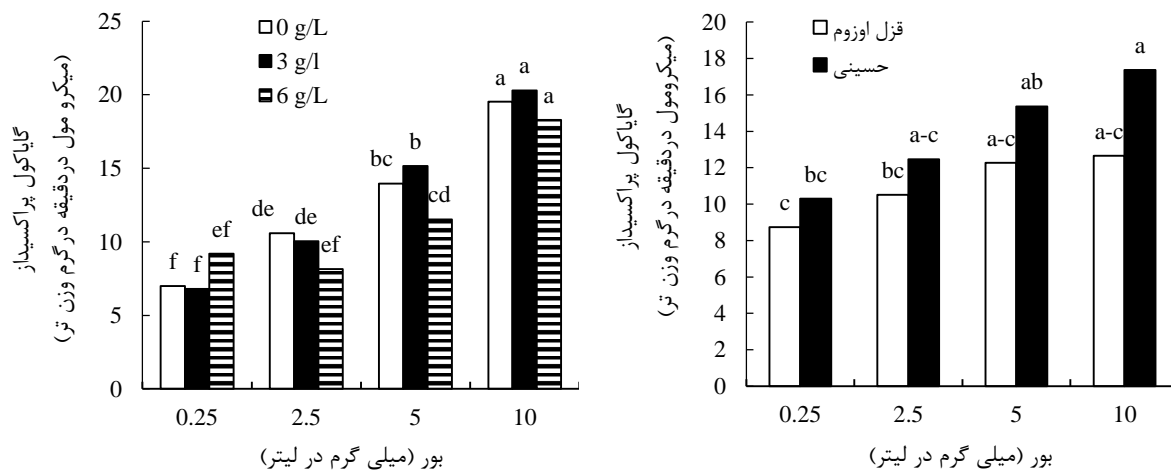 گایاکول پراکسیداز
(میکرو مول دردقیقه درگرم وزن تر)
25
20
15
10
5
0
0 g/L
3 g/l
6 g/L
f f ef
de de ef
bc b cd
a a a
0.25 2.5 5 10
بور (میلی گرم در لیتر)
گایاکول پراکسیداز
(میکرومول دردقیقه درگرم وزن تر)
20
18
16
14
12
10
8
6
4
2
0
قزل اوزوم
حسینی
c bc
a-c a-c
a-c ab
a-c a
0.25 2.5 5 10
بور (میلی گرم در لیتر)